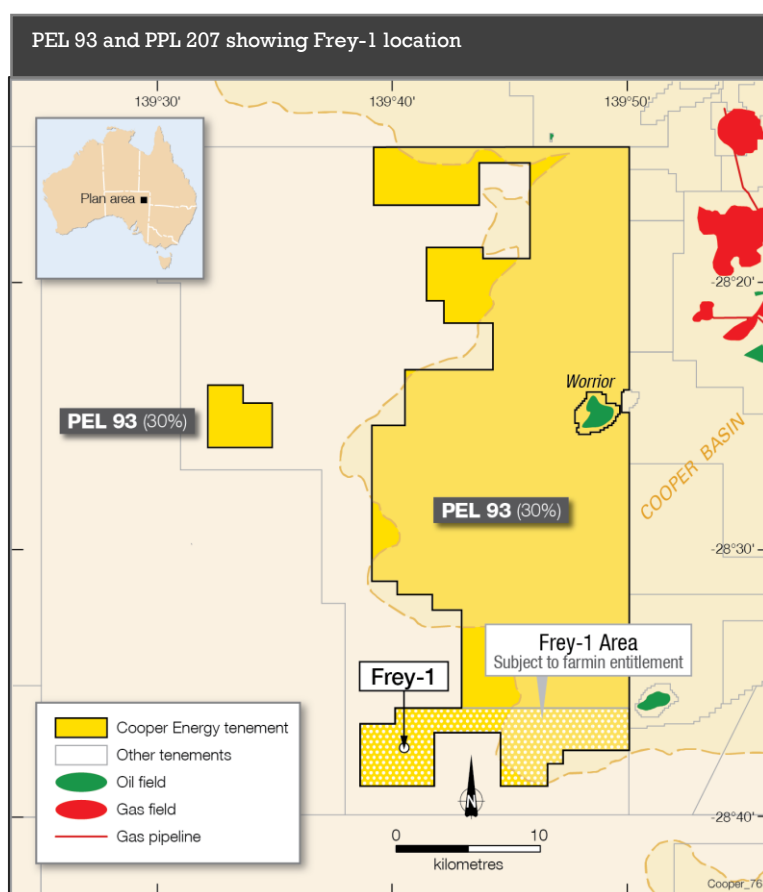 PEL 93 and PPL 207 showing Frey-1 location
139°30'
139°40'
139°50'
Plan area
-28°20'
Worrior
PEL 93 (30%)
COOPER BASIN
PEL 93 (30%)
-28°30'
Frey-1 Area
Subject to farmin entitlement
Frey-1
Cooper Energy tenement
Other tenements
Oil field
Gas field
Gas pipeline
N
0
10
kilometres
-28°40'
Cooper_76